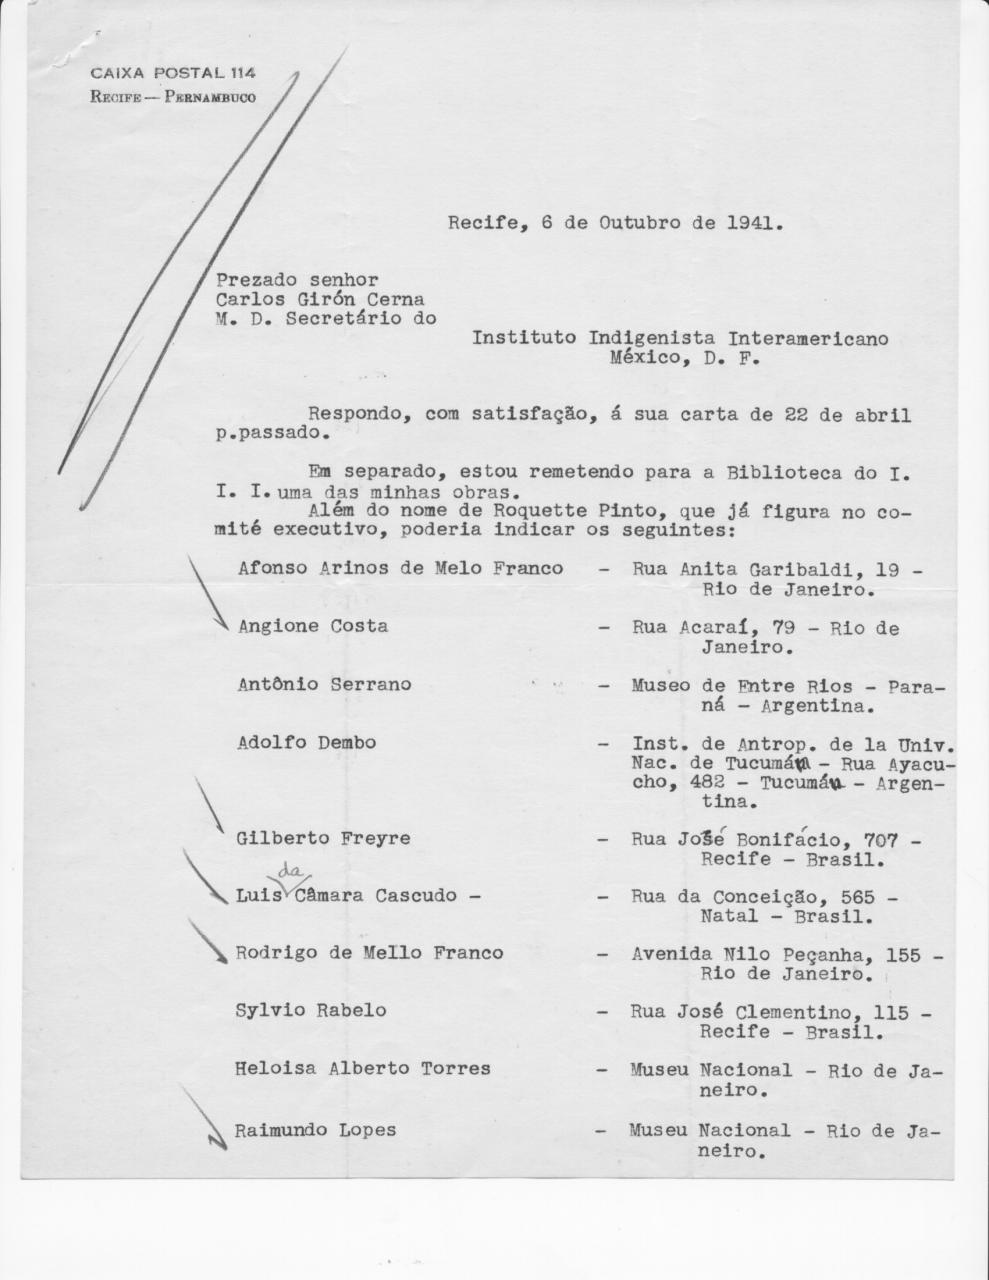 CAIXA POSTAL 114
RECIFE — PERNAMBUCO
Recife, 6 de Outubro de 1941.
Prezado senhor
Carlos Girón Cerna
M. D. Secretário do
Instituto Indigenista Interamericano
México, D. F.
Respondo, com satisfação, á sua carta de 22 de abril
p.passado.
Em separado, estou remetendo para a Biblioteca do I.
I. I. uma das minhas obras.
Além do nome de Roquette Pinto, que já figura no co-
mité executivo, poderia indicar os seguintes:
Afonso Arinos de Melo Franco - Rua Anita Garibaldi, 19 -
Rio de Janeiro.
Angione Costa - Rua Acaraí, 79 - Rio de
Janeiro.
Antônio Serrano - Museo de Entre Rios - Para-
ná - Argentina.
Adolfo Dembo - Inst. de Antrop. de la Univ.
Nac. de Tucumán - Rua Ayacu-
cho, 482 - Tucumán - Argen-
tina.
Gilberto Freyre - Rua José Bonifácio, 707 -
Recife - Brasil.
da
Luis Câmara Cascudo - - Rua da Conceição, 565 -
Natal - Brasil.
Rodrigo de Mello Franco - Avenida Nilo Peçanha, 155 -
Rio de Janeiro.
Sylvio Rabelo - Rua José Clementino, 115 -
Recife - Brasil.
Heloisa Alberto Torres - Museu Nacional - Rio de Ja-
neiro.
Raimundo Lopes - Museu Nacional - Rio de Ja-
neiro.